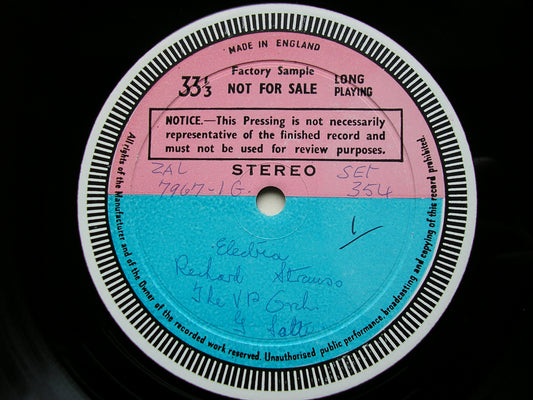 MADE IN ENGLAND
33 1/3 Factory Sample NOT FOR SALE LONG PLAYING
NOTICE.—This Pressing is not necessarily
representative of the finished record and
must not be used for review purposes.
ZAL STEREO SET
7967-1G. 354
1
Electra
Richard Strauss
The VP Orch:
G
All rights of the Manufacturer and of the Owner of the recorded work reserved. Unauthorised public performance, broadcasting and copying of this record prohibited.